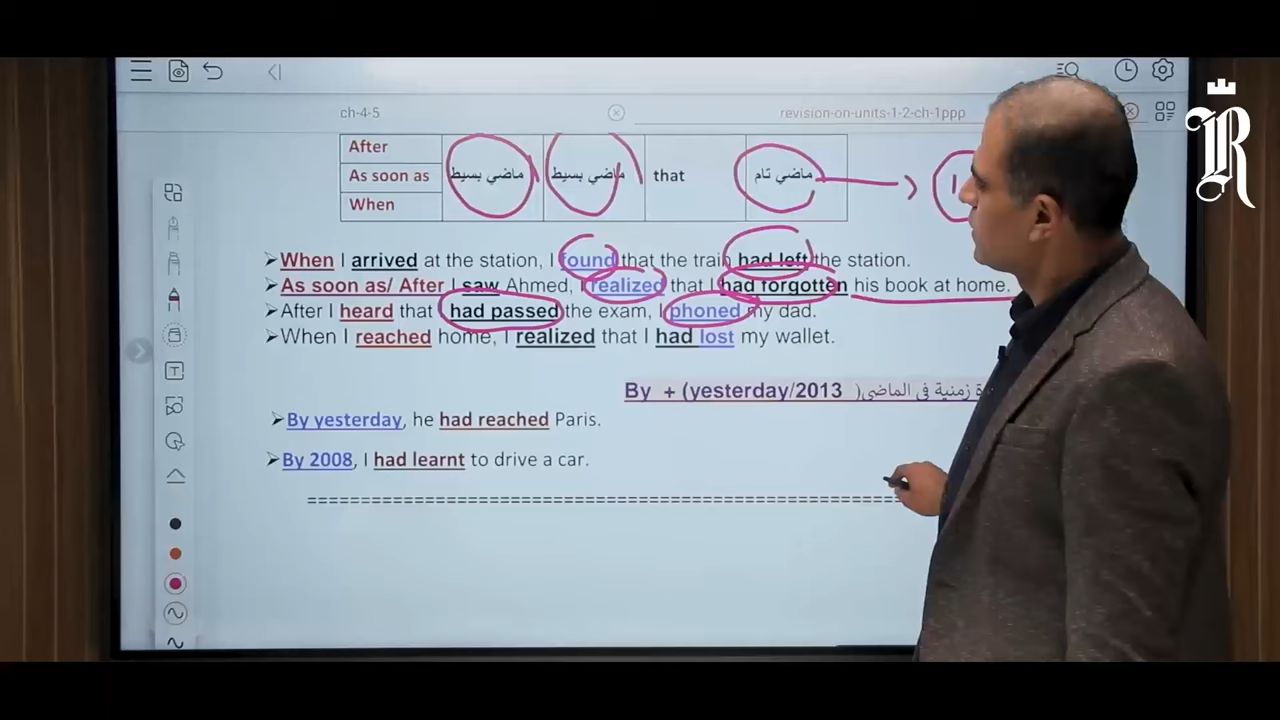 ch-4-5
revision-on-units-1-2-ch-1ppp
After
As soon as ماضي بسيط ماضي بسيط that ماضي تام
When
➢When I arrived at the station, I found that the train had left the station.
➢As soon as/ After I saw Ahmed, I realized that I had forgotten his book at home.
➢After I heard that had passed the exam, I phoned my dad.
➢When I reached home, I realized that I had lost my wallet.
By + (yesterday/2013 )زمنية في الماضي
➢By yesterday, he had reached Paris.
➢By 2008, I had learnt to drive a car.
R